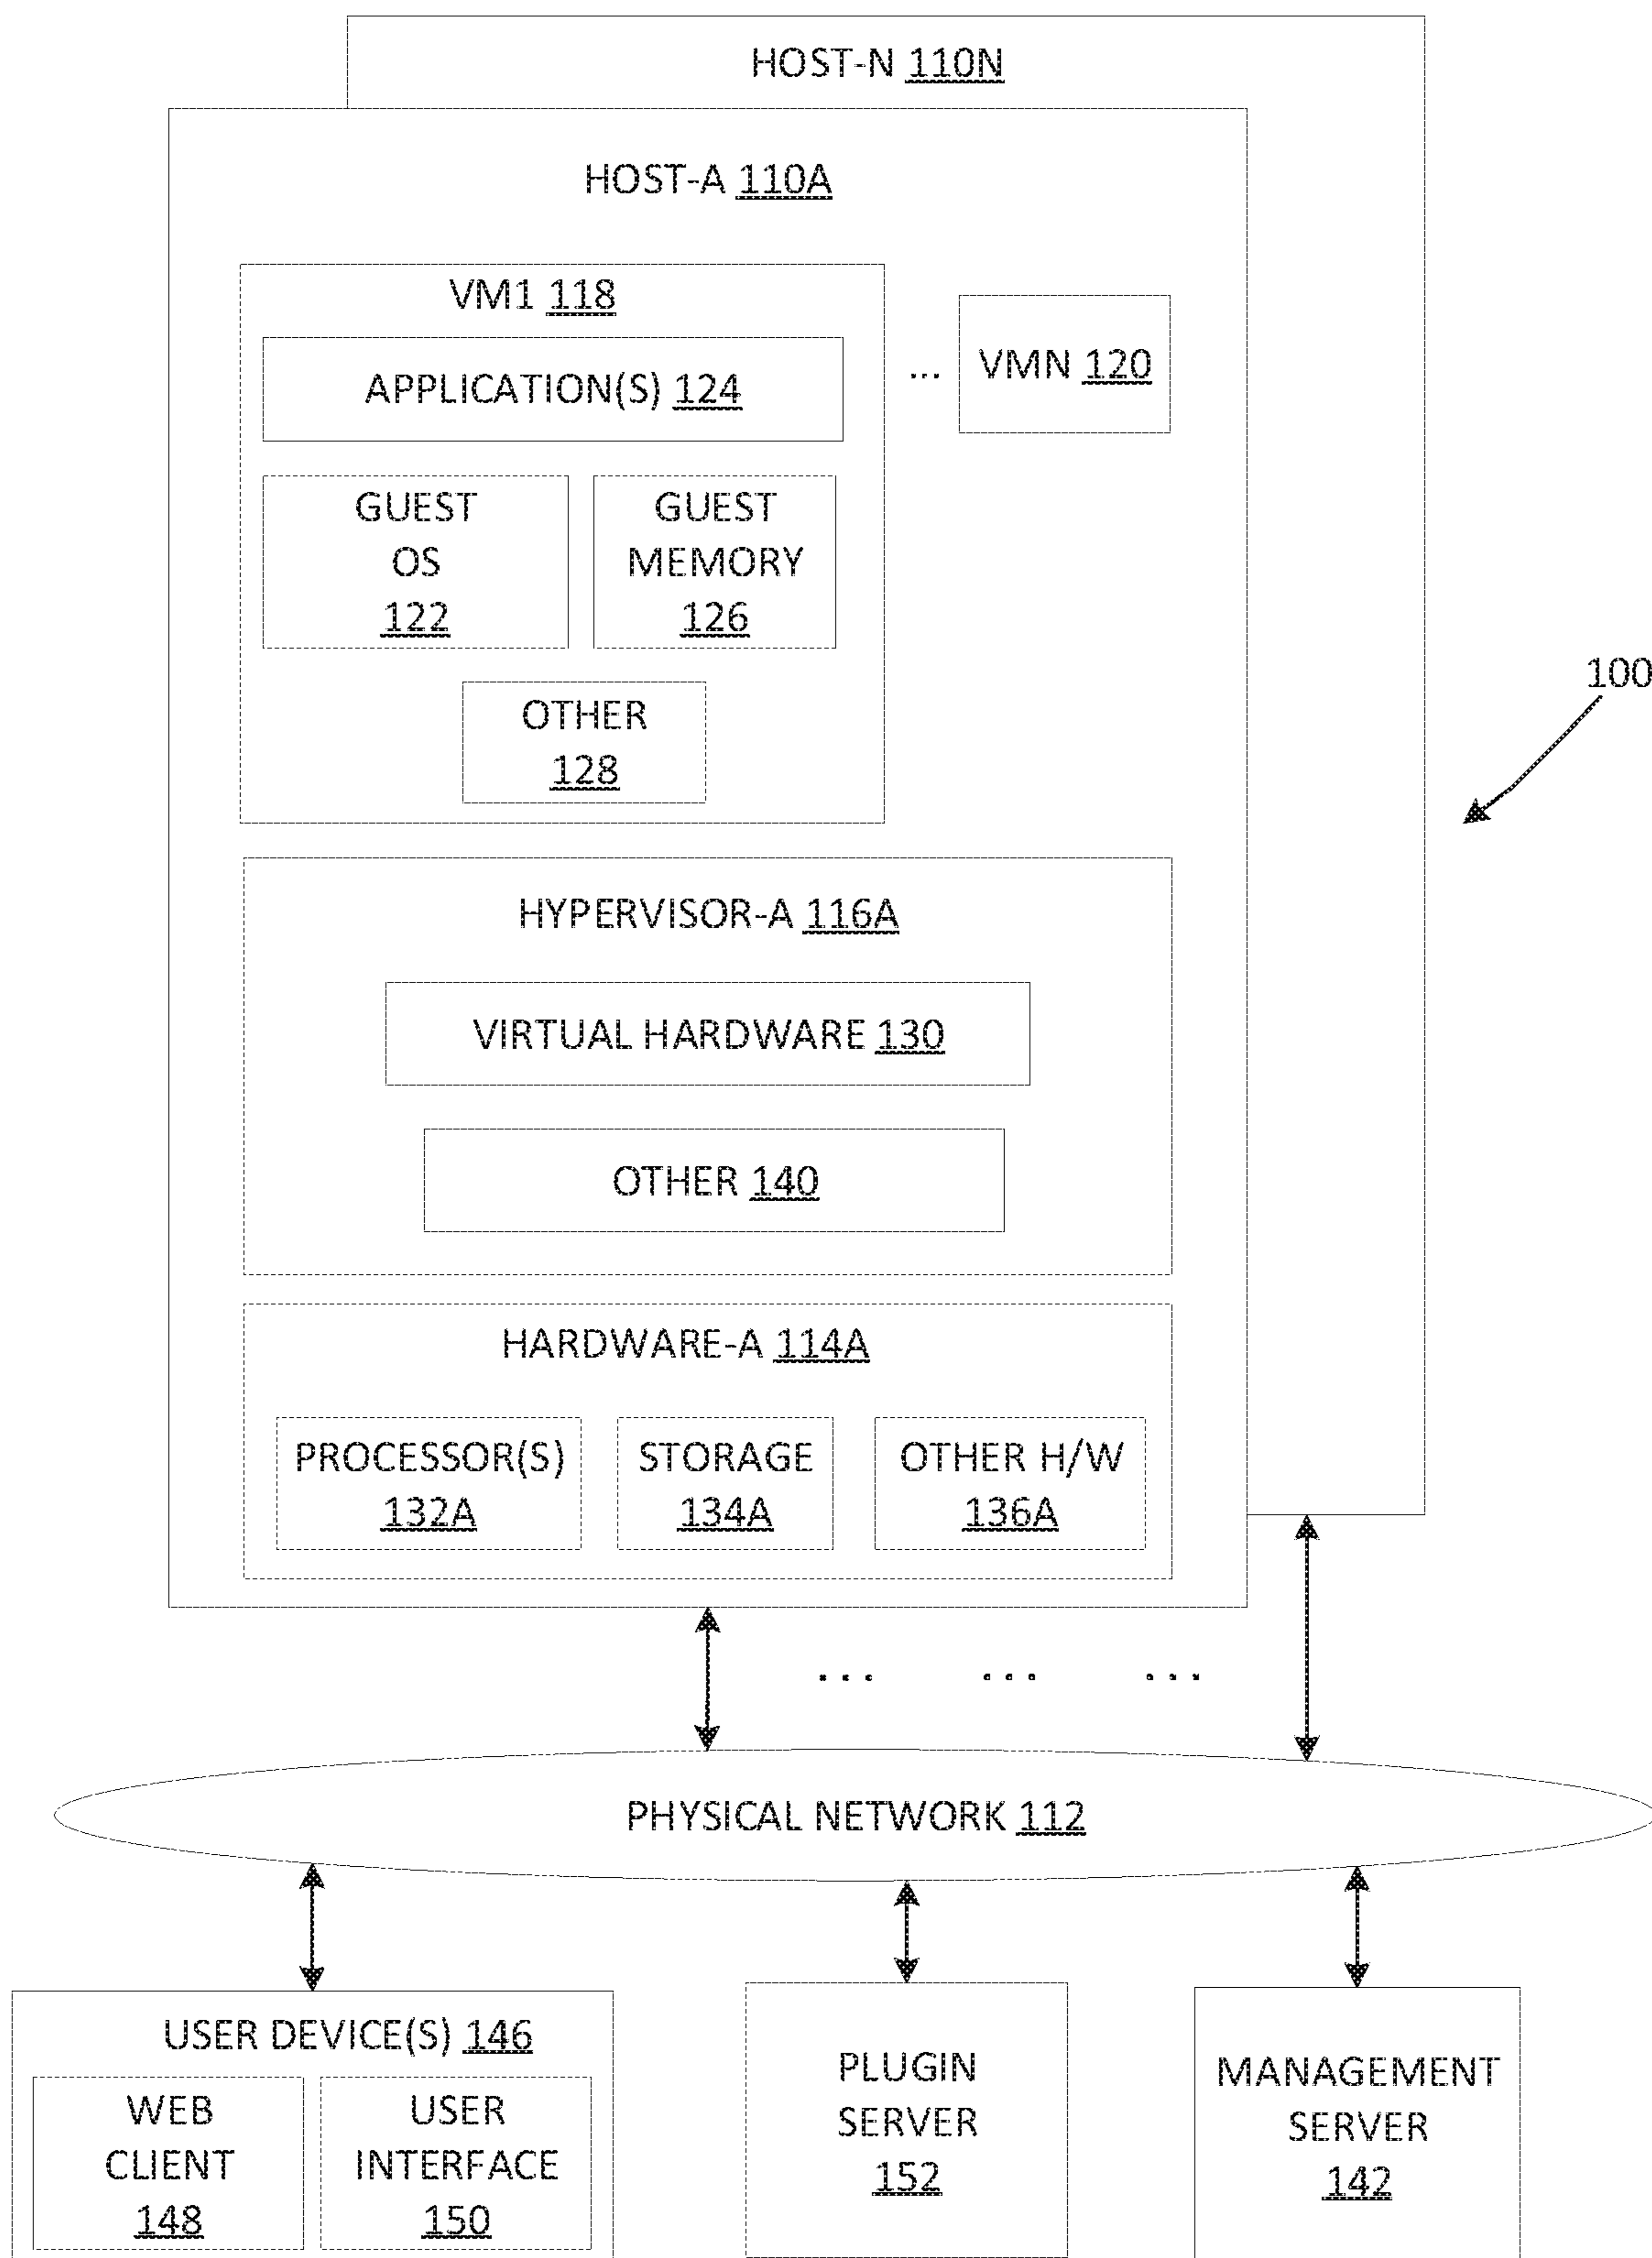 HOST-N 110N
HOST-A 110A
VM1 118
APPLICATION(S) 124
... VMN 120
GUEST
OS
122
GUEST
MEMORY
126
OTHER
128
100
HYPERVISOR-A 116A
VIRTUAL HARDWARE 130
OTHER 140
HARDWARE-A 114A
PROCESSOR(S)
132A
STORAGE
134A
OTHER H/W
136A
... ... ...
PHYSICAL NETWORK 112
USER DEVICE(S) 146
WEB
CLIENT
148
USER
INTERFACE
150
PLUGIN
SERVER
152
MANAGEMENT
SERVER
142